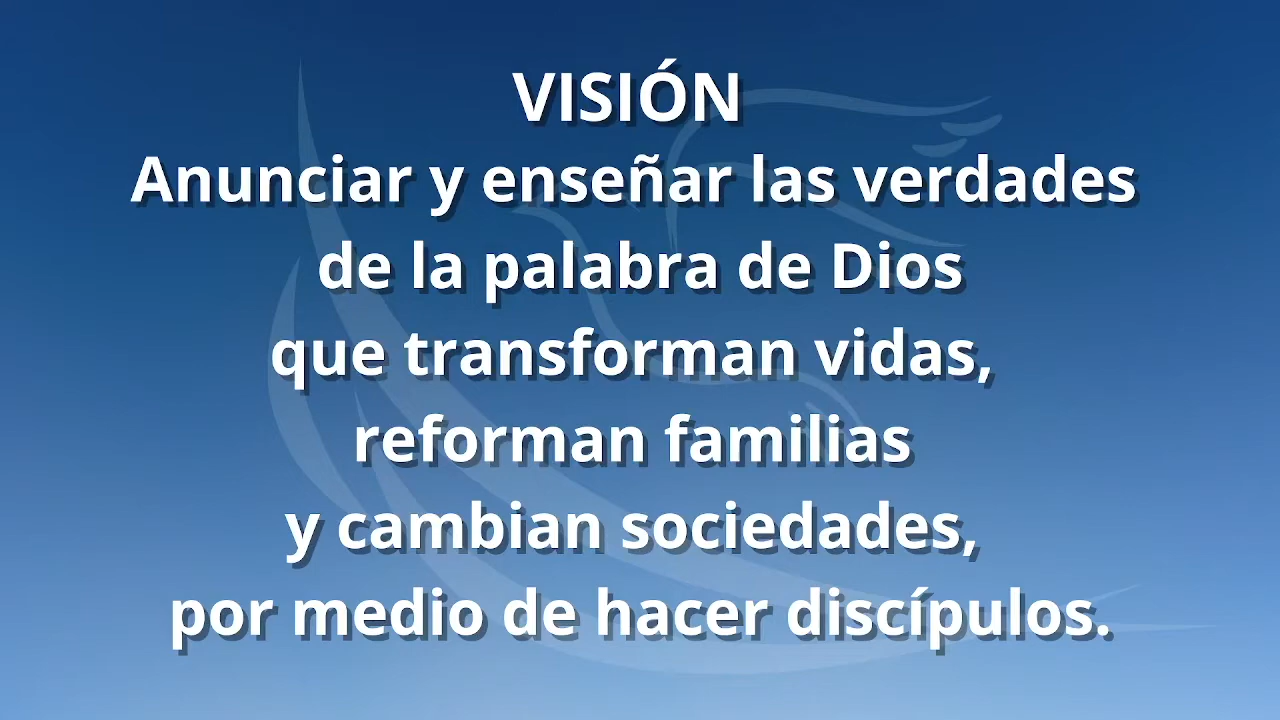 VISIÓN
Anunciar y enseñar las verdades
de la palabra de Dios
que transforman vidas,
reforman familias
y cambian sociedades,
por medio de hacer discípulos.